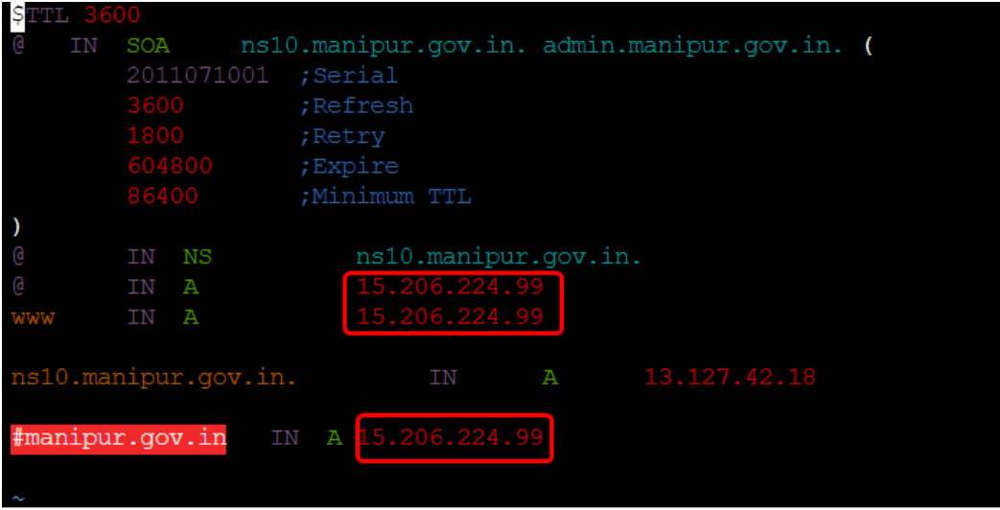 $TTL 3600
@ IN SOA ns10.manipur.gov.in. admin.manipur.gov.in. (
2011071001 ;Serial
3600 ;Refresh
1800 ;Retry
604800 ;Expire
86400 ;Minimum TTL
)
@ IN NS ns10.manipur.gov.in.
@ IN A 15.206.224.99
www IN A 15.206.224.99
ns10.manipur.gov.in. IN A 13.127.42.18
#manipur.gov.in IN A 15.206.224.99
~